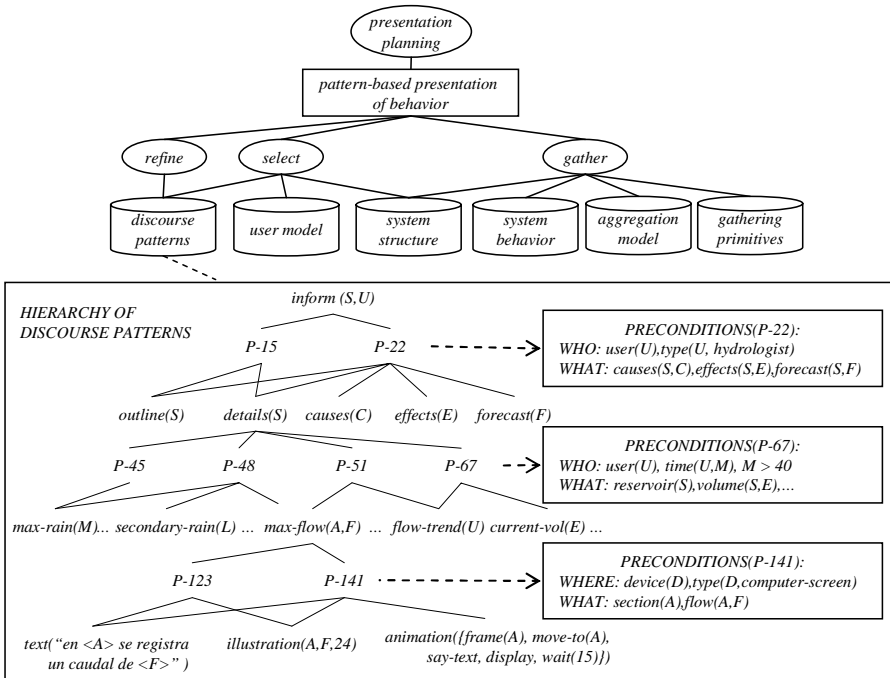 presentation
planning
pattern-based presentation
of behavior
refine
select
gather
discourse
patterns
user model
system
structure
system
behavior
aggregation
model
gathering
primitives
HIERARCHY OF
DISCOURSE PATTERNS
inform (S,U)
P-15
P-22
PRECONDITIONS(P-22):
WHO: user(U),type(U, hydrologist)
WHAT: causes(S,C),effects(S,E),forecast(S,F)
outline(S)
details(S)
causes(C)
effects(E)
forecast(F)
P-45
P-48
P-51
P-67
PRECONDITIONS(P-67):
WHO: user(U), time(U,M), M > 40
WHAT: reservoir(S),volume(S,E),...
max-rain(M)... secondary-rain(L) ... max-flow(A,F) ... flow-trend(U) current-vol(E) ...
P-123
P-141
PRECONDITIONS(P-141):
WHERE: device(D),type(D,computer-screen)
WHAT: section(A),flow(A,F)
text(“en <A> se registra
un caudal de <F>” )
illustration(A,F,24)
animation({frame(A), move-to(A),
say-text, display, wait(15)})